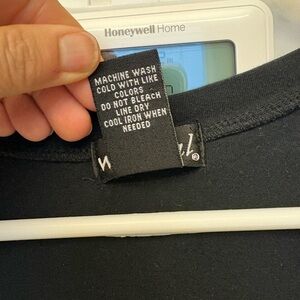 Honeywell Home
MACHINE WASH
COLD WITH LIKE
COLORS
DO NOT BLEACH
LINE DRY
COOL IRON WHEN
NEEDED